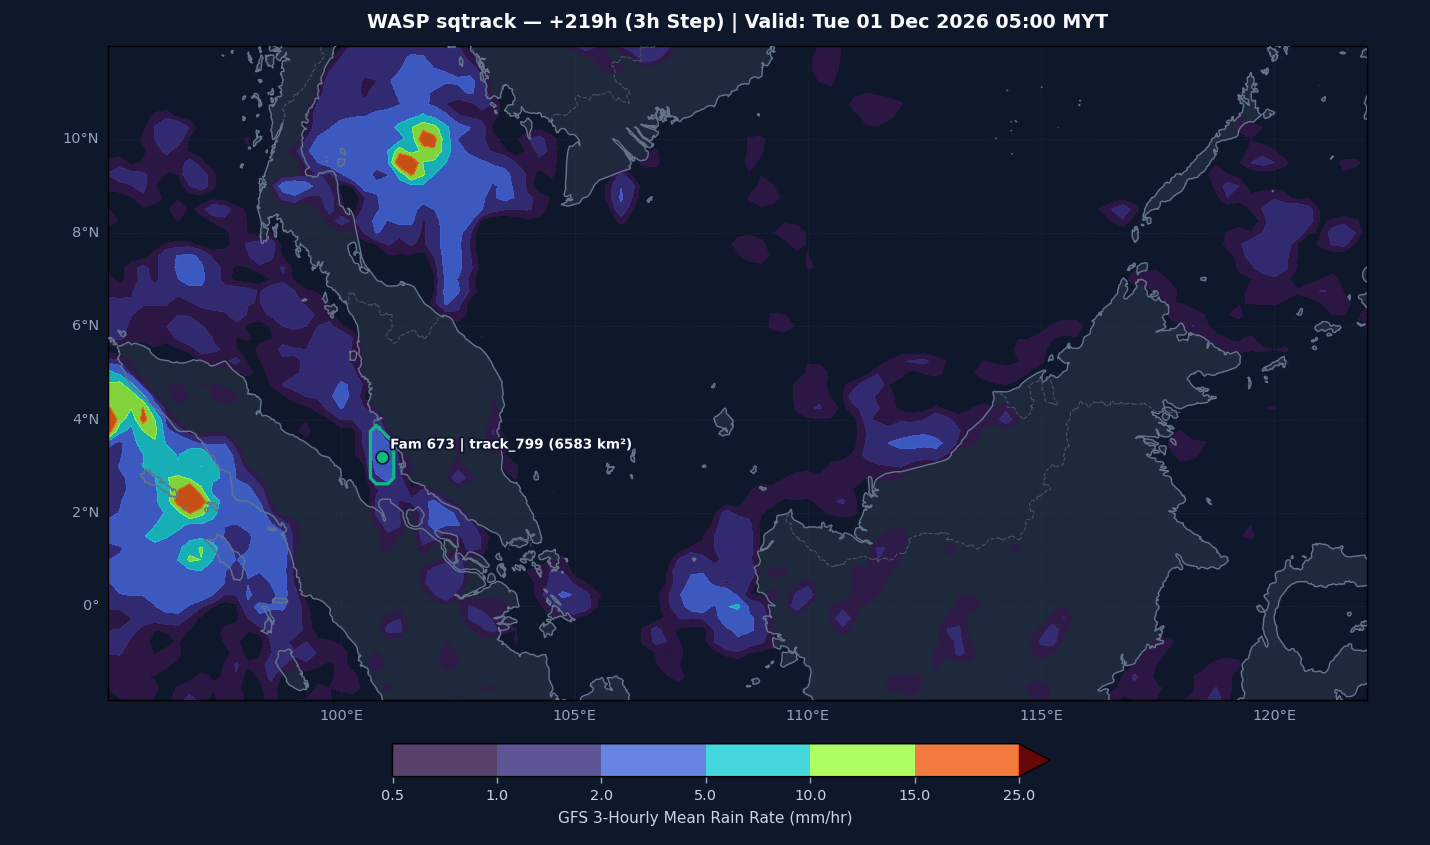 WASP sqtrack — +219h (3h Step) | Valid: Tue 01 Dec 2026 05:00 MYT
10°N
8°N
6°N
4°N
2°N
0°
Fam 673 | track_799 (6583 km²)
100°E
105°E
110°E
115°E
120°E
0.5
1.0
2.0
5.0
10.0
15.0
25.0
GFS 3-Hourly Mean Rain Rate (mm/hr)